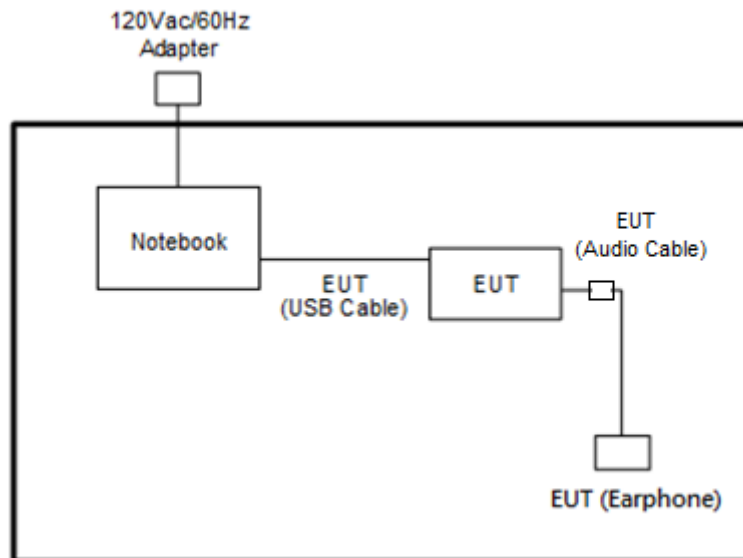 120Vac/60Hz
Adapter
Notebook
EUT
(USB Cable)
EUT
EUT
(Audio Cable)
EUT (Earphone)